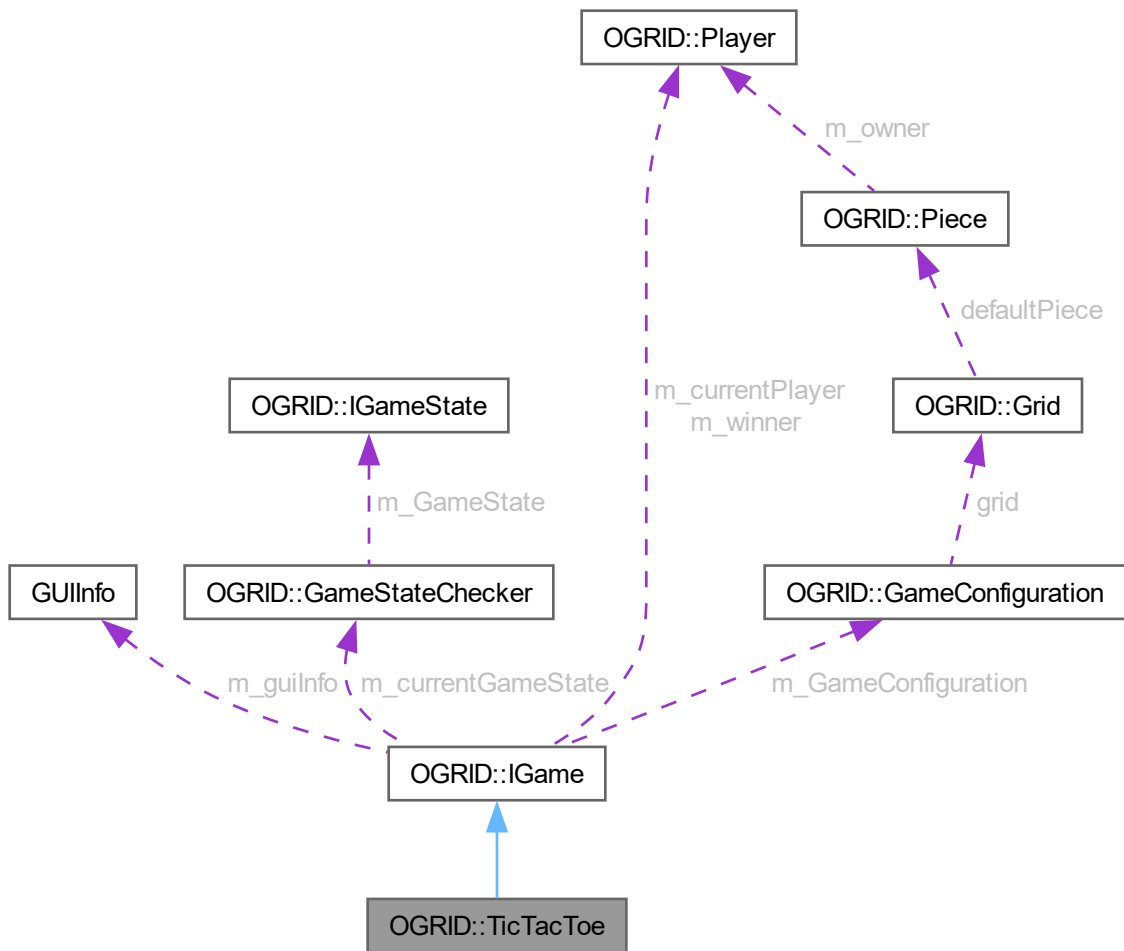 OGRID::Player
m_owner
OGRID::Piece
defaultPiece
m_currentPlayer
m_winner
OGRID::IGameState
OGRID::Grid
m_GameState
grid
GUIInfo
OGRID::GameStateChecker
OGRID::GameConfiguration
m_guiInfo
m_currentGameState
m_GameConfiguration
OGRID::IGame
OGRID::TicTacToe